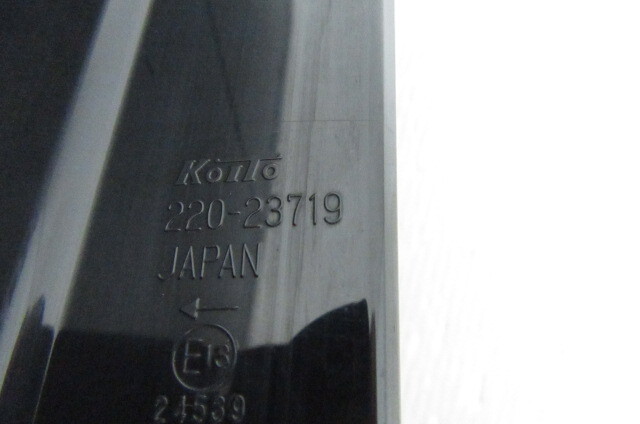 KOITO
220-23719
JAPAN
←
E13
24539